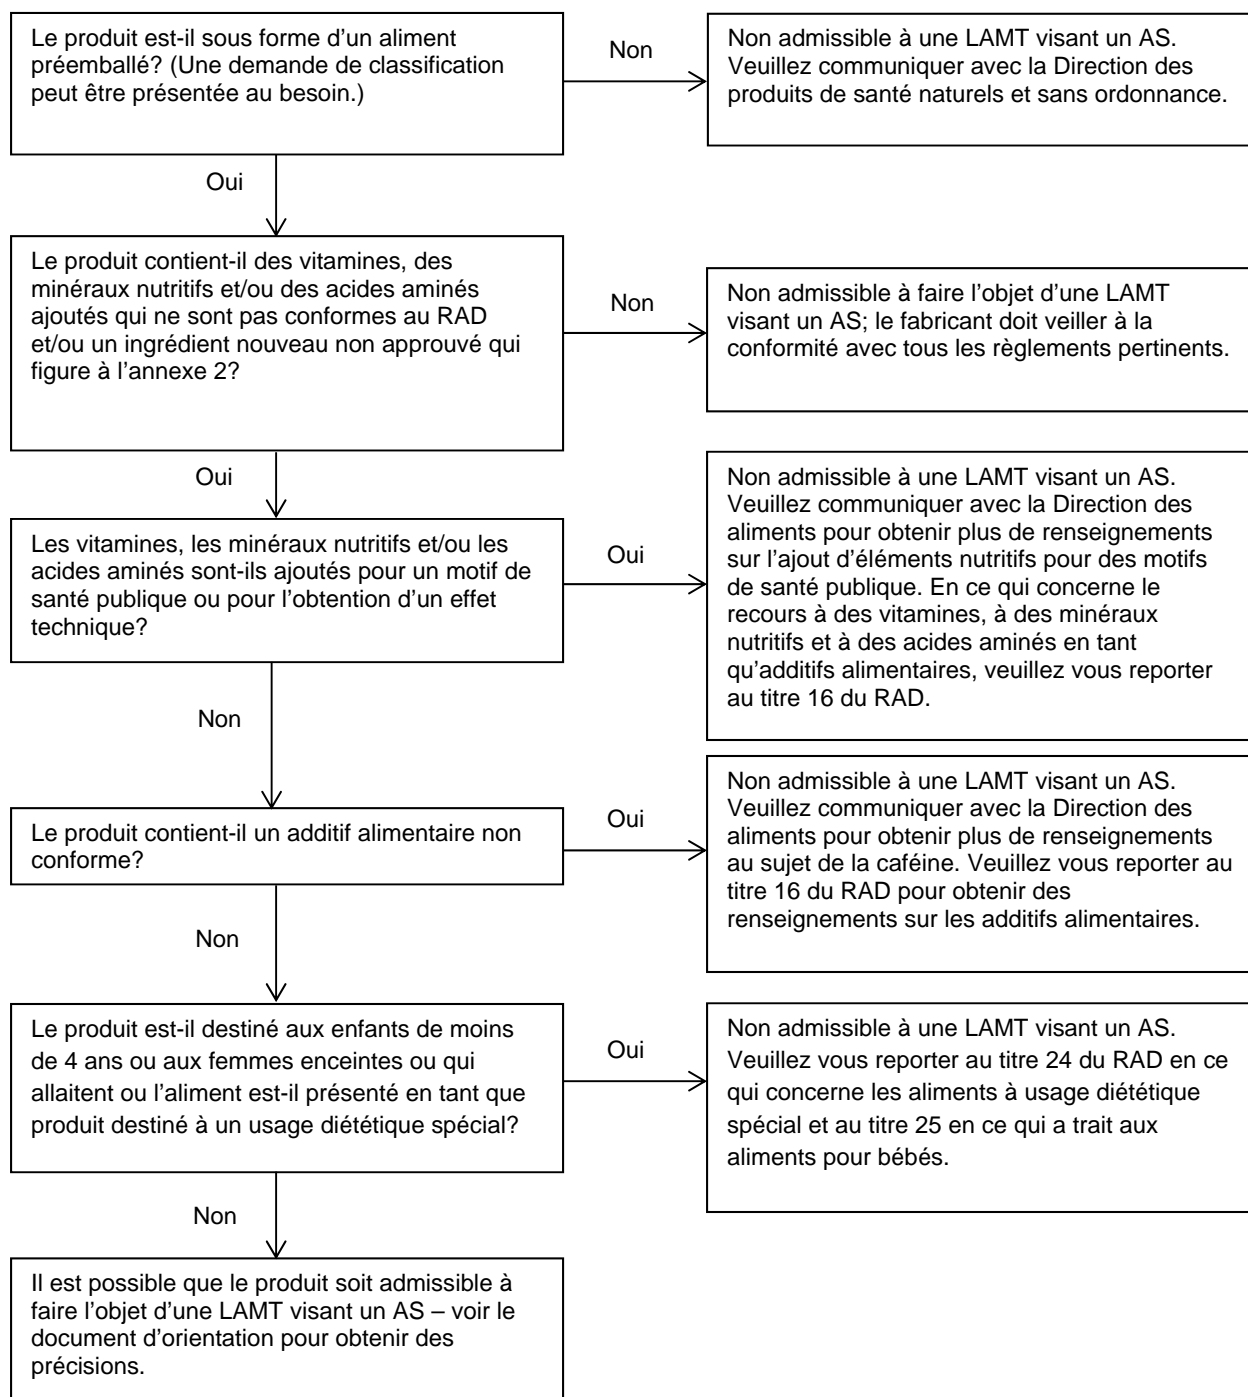 Le produit est-il sous forme d'un aliment
préemballé? (Une demande de classification
peut être présentée au besoin.)
Non
Non admissible à une LAMT visant un AS.
Veuillez communiquer avec la Direction des
produits de santé naturels et sans ordonnance.
Oui
Le produit contient-il des vitamines, des
minéraux nutritifs et/ou des acides aminés
ajoutés qui ne sont pas conformes au RAD
et/ou un ingrédient nouveau non approuvé qui
figure à l'annexe 2?
Non
Non admissible à faire l'objet d'une LAMT
visant un AS; le fabricant doit veiller à la
conformité avec tous les règlements pertinents.
Oui
Les vitamines, les minéraux nutritifs et/ou les
acides aminés sont-ils ajoutés pour un motif de
santé publique ou pour l'obtention d'un effet
technique?
Oui
Non admissible à une LAMT visant un AS.
Veuillez communiquer avec la Direction des
aliments pour obtenir plus de renseignements
sur l'ajout d'éléments nutritifs pour des motifs
de santé publique. En ce qui concerne le
recours à des vitamines, à des minéraux
nutritifs et à des acides aminés en tant
qu'additifs alimentaires, veuillez vous reporter
au titre 16 du RAD.
Non
Le produit contient-il un additif alimentaire non
conforme?
Oui
Non admissible à une LAMT visant un AS.
Veuillez communiquer avec la Direction des
aliments pour obtenir plus de renseignements
au sujet de la caféine. Veuillez vous reporter au
titre 16 du RAD pour obtenir des
renseignements sur les additifs alimentaires.
Non
Le produit est-il destiné aux enfants de moins
de 4 ans ou aux femmes enceintes ou qui
allaitent ou l'aliment est-il présenté en tant que
produit destiné à un usage diététique spécial?
Oui
Non admissible à une LAMT visant un AS.
Veuillez vous reporter au titre 24 du RAD en ce
qui concerne les aliments à usage diététique
spécial et au titre 25 en ce qui a trait aux
aliments pour bébés.
Non
Il est possible que le produit soit admissible à
faire l'objet d'une LAMT visant un AS – voir le
document d'orientation pour obtenir des
précisions.